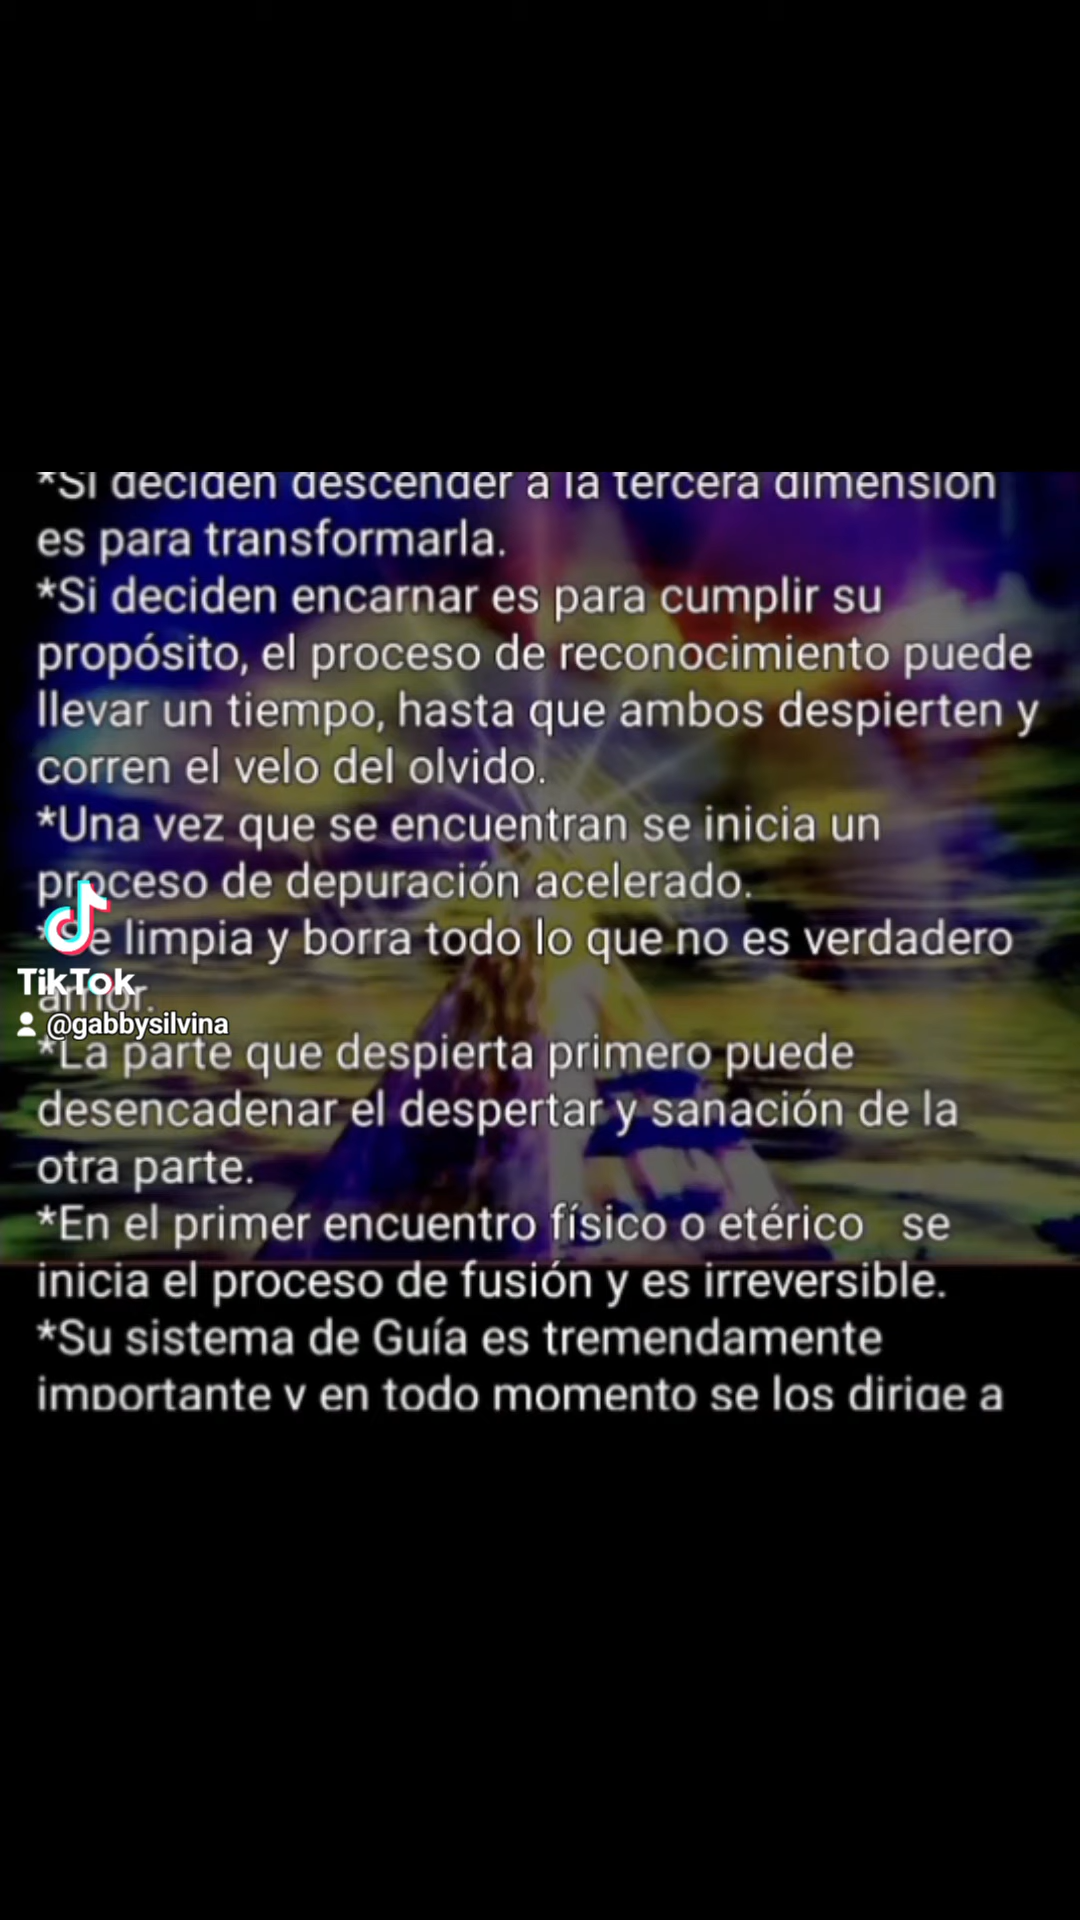 *Si deciden descender a la tercera dimensión
es para transformarla.
*Si deciden encarnar es para cumplir su
propósito, el proceso de reconocimiento puede
llevar un tiempo, hasta que ambos despierten y
corren el velo del olvido.
*Una vez que se encuentran se inicia un
proceso de depuración acelerado.
*Se limpia y borra todo lo que no es verdadero
amor.
TikTok
@gabbysilvina
*La parte que despierta primero puede
desencadenar el despertar y sanación de la
otra parte.
*En el primer encuentro físico o etérico se
inicia el proceso de fusión y es irreversible.
*Su sistema de Guía es tremendamente
importante y en todo momento se los dirige a